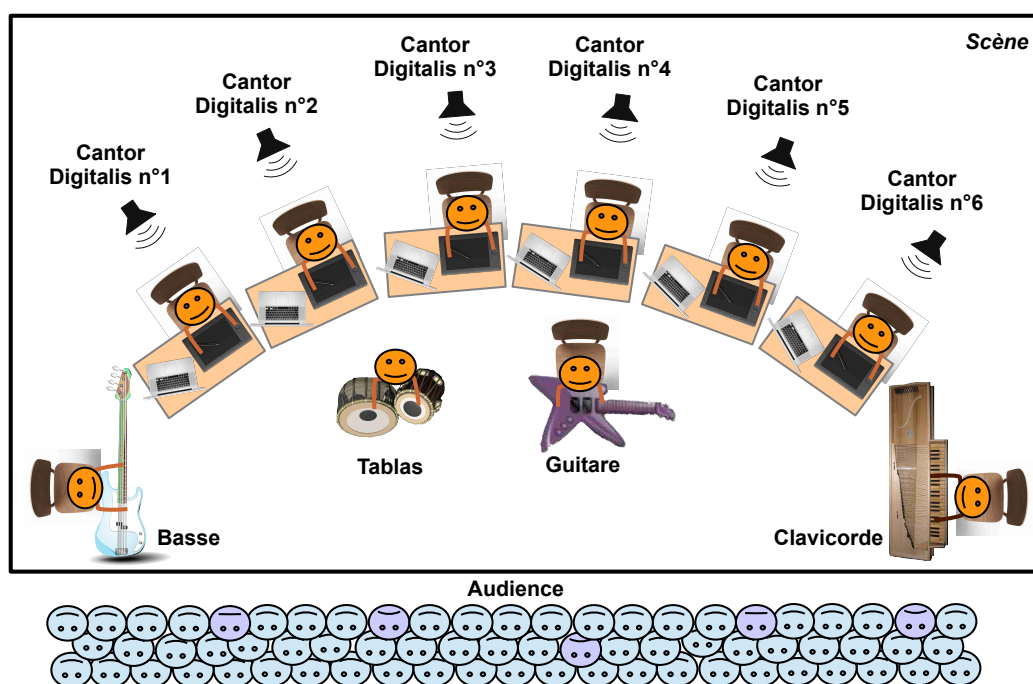 Scène
Cantor
Digitalis n°1
Cantor
Digitalis n°2
Cantor
Digitalis n°3
Cantor
Digitalis n°4
Cantor
Digitalis n°5
Cantor
Digitalis n°6
Tablas
Guitare
Basse
Clavicorde
Audience